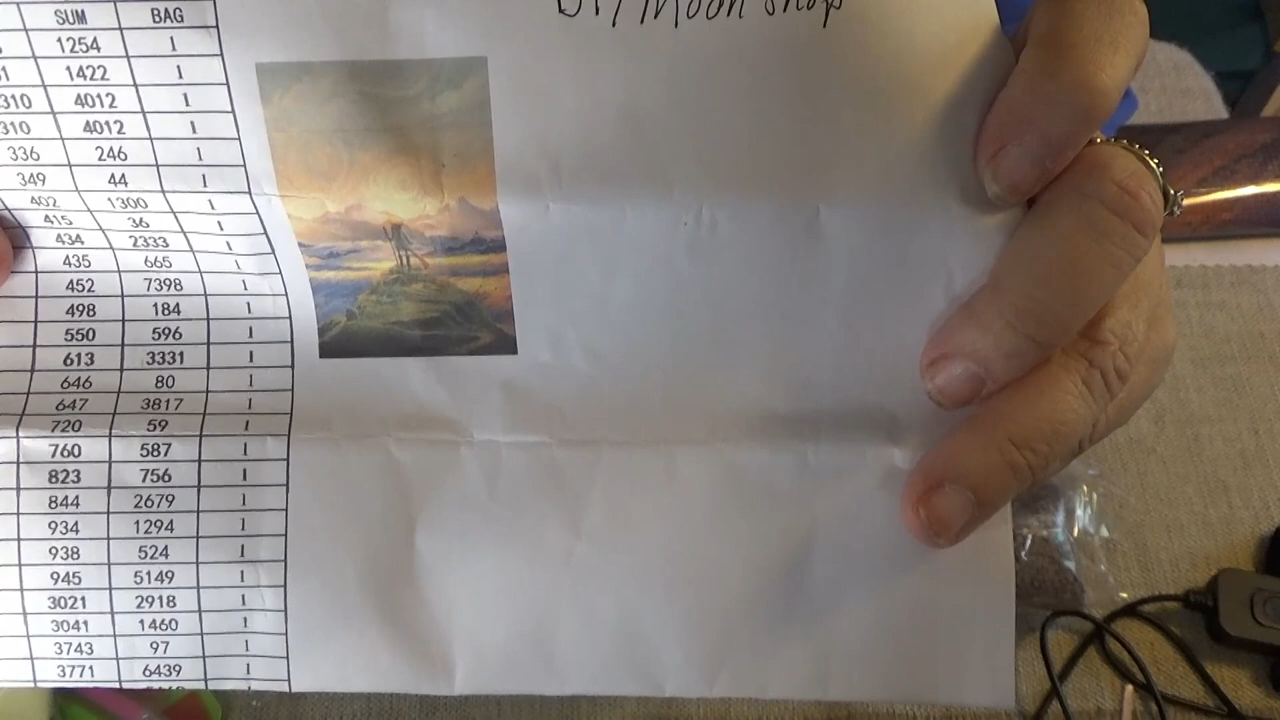 DIY Moon Shop
SUM BAG
1254 1
1422 1
310 4012 1
310 4012 1
336 246 1
349 44 1
402 1300 1
415 36 1
434 2333 1
435 665 1
452 7398 1
498 184 1
550 596 1
613 3331 1
646 80 1
647 3817 1
720 59 1
760 587 1
823 756 1
844 2679 1
934 1294 1
938 524 1
945 5149 1
3021 2918 1
3041 1460 1
3743 97 1
3771 6439 1